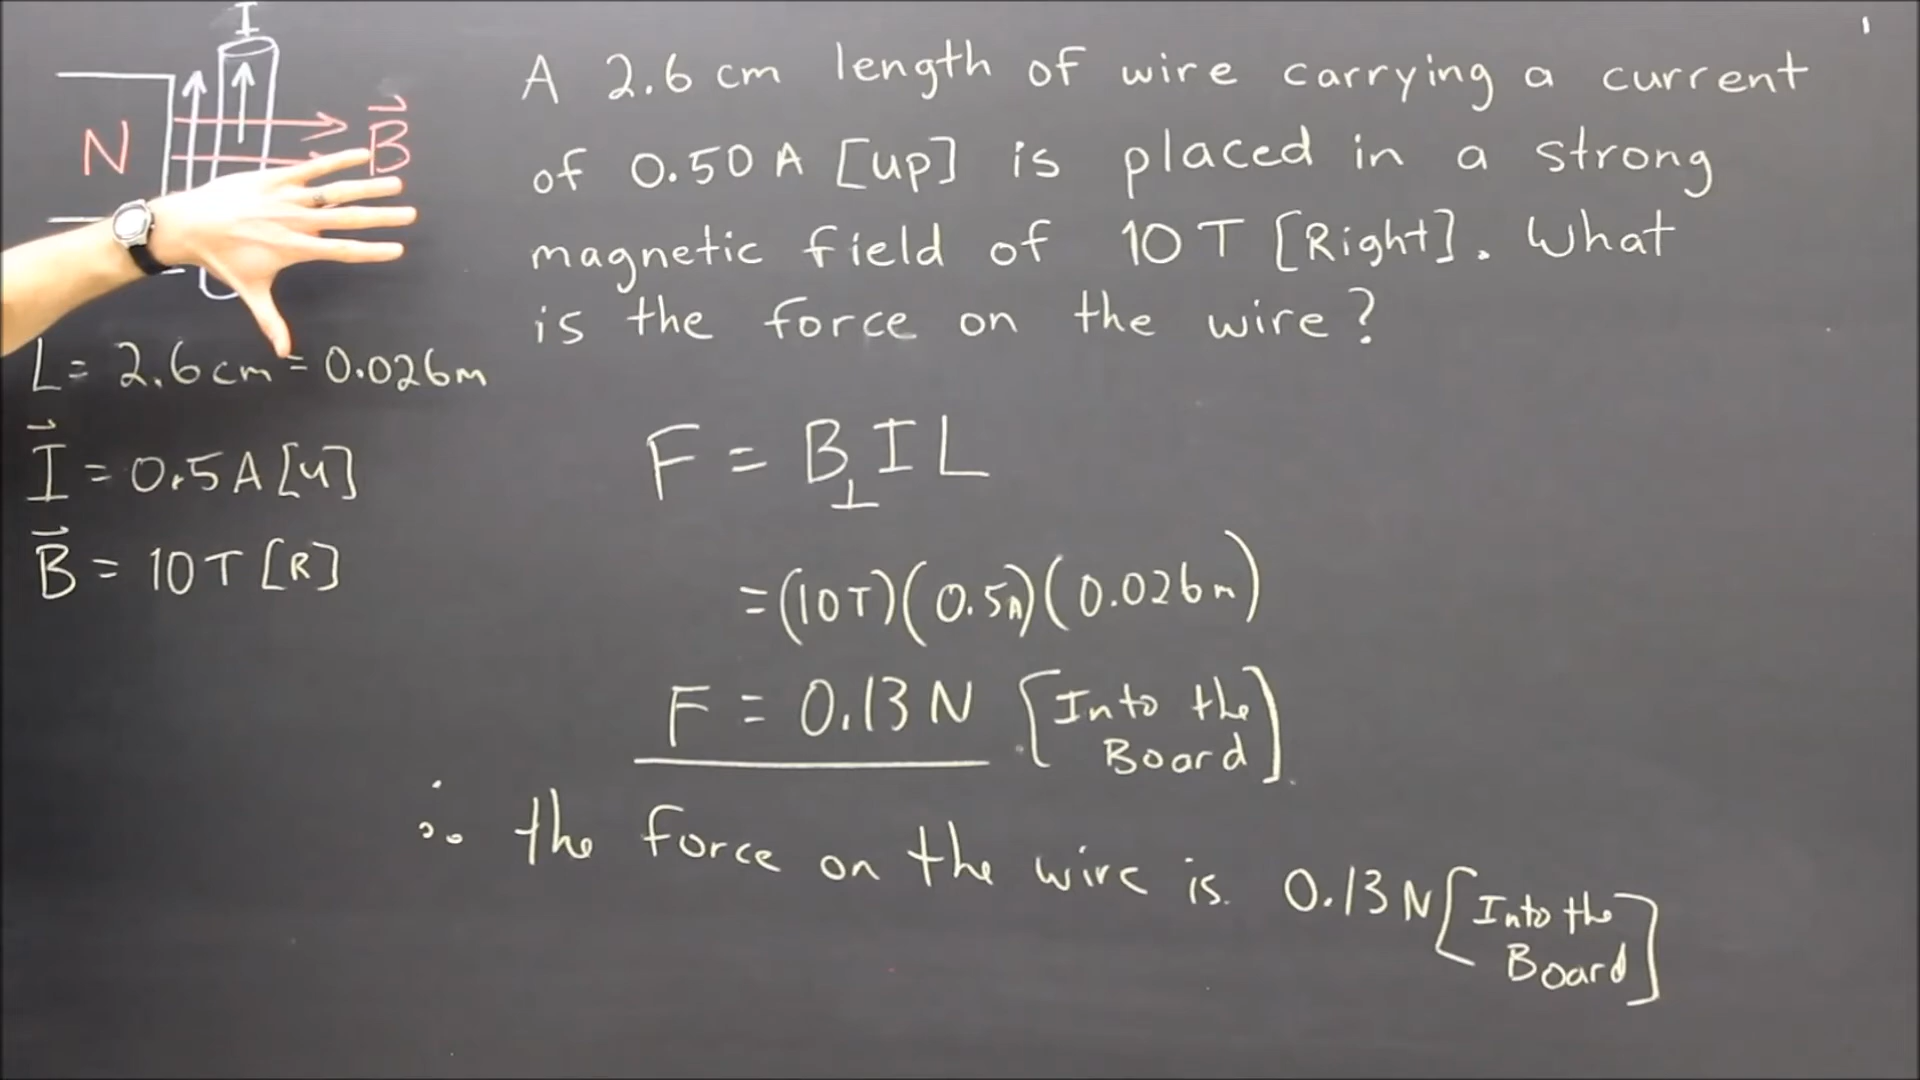 I
N
B⃗
A 2.6 cm length of wire carrying a current
of 0.50 A [up] is placed in a strong
magnetic field of 10 T [Right]. What
is the force on the wire?
L = 2.6 cm = 0.026 m
I⃗ = 0.5 A [U]
B⃗ = 10 T [R]
F = B⊥ I L
= (10T)(0.5A)(0.026m)
F = 0.13 N [Into the
Board]
∴ the force on the wire is. 0.13 N [Into the
Board]